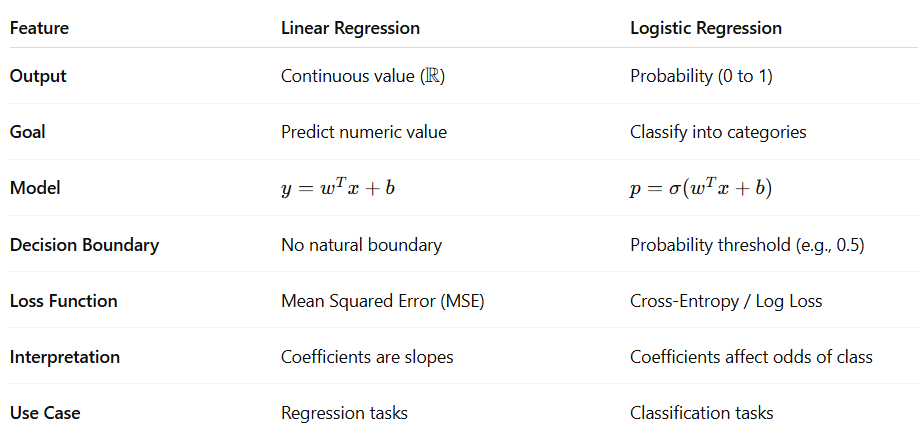 Feature Linear Regression Logistic Regression
Output Continuous value (ℝ) Probability (0 to 1)
Goal Predict numeric value Classify into categories
Model y = wᵀx + b p = σ(wᵀx + b)
Decision Boundary No natural boundary Probability threshold (e.g., 0.5)
Loss Function Mean Squared Error (MSE) Cross-Entropy / Log Loss
Interpretation Coefficients are slopes Coefficients affect odds of class
Use Case Regression tasks Classification tasks